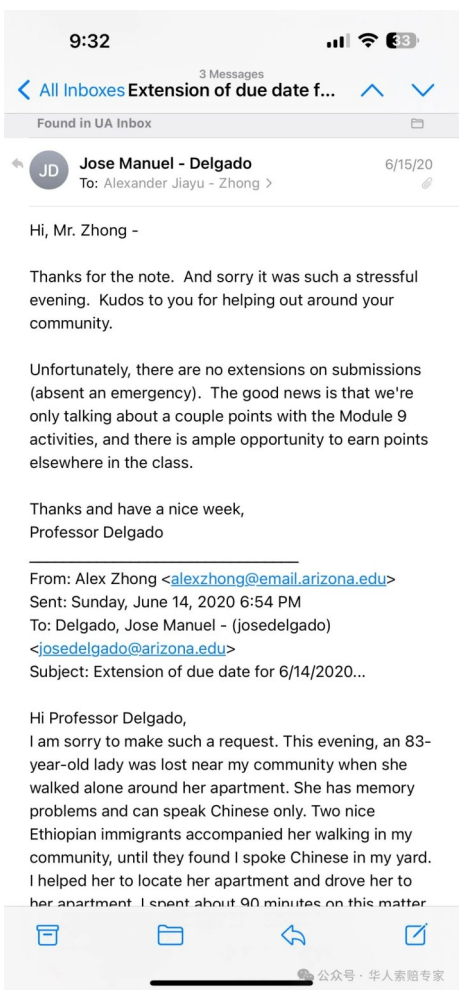 9:32
33
3 Messages
All Inboxes Extension of due date f...
Found in UA Inbox
JD
Jose Manuel - Delgado
6/15/20
To: Alexander Jiayu - Zhong >
Hi, Mr. Zhong -
Thanks for the note.  And sorry it was such a stressful
evening.  Kudos to you for helping out around your
community.
Unfortunately, there are no extensions on submissions
(absent an emergency).  The good news is that we're
only talking about a couple points with the Module 9
activities, and there is ample opportunity to earn points
elsewhere in the class.
Thanks and have a nice week,
Professor Delgado
From: Alex Zhong <alexzhong@email.arizona.edu>
Sent: Sunday, June 14, 2020 6:54 PM
To: Delgado, Jose Manuel - (josedelgado)
<josedelgado@arizona.edu>
Subject: Extension of due date for 6/14/2020...
Hi Professor Delgado,
I am sorry to make such a request. This evening, an 83-
year-old lady was lost near my community when she
walked alone around her apartment. She has memory
problems and can speak Chinese only. Two nice
Ethiopian immigrants accompanied her walking in my
community, until they found I spoke Chinese in my yard.
I helped her to locate her apartment and drove her to
her apartment. I spent about 90 minutes on this matter
公众号 · 华人索赔专家